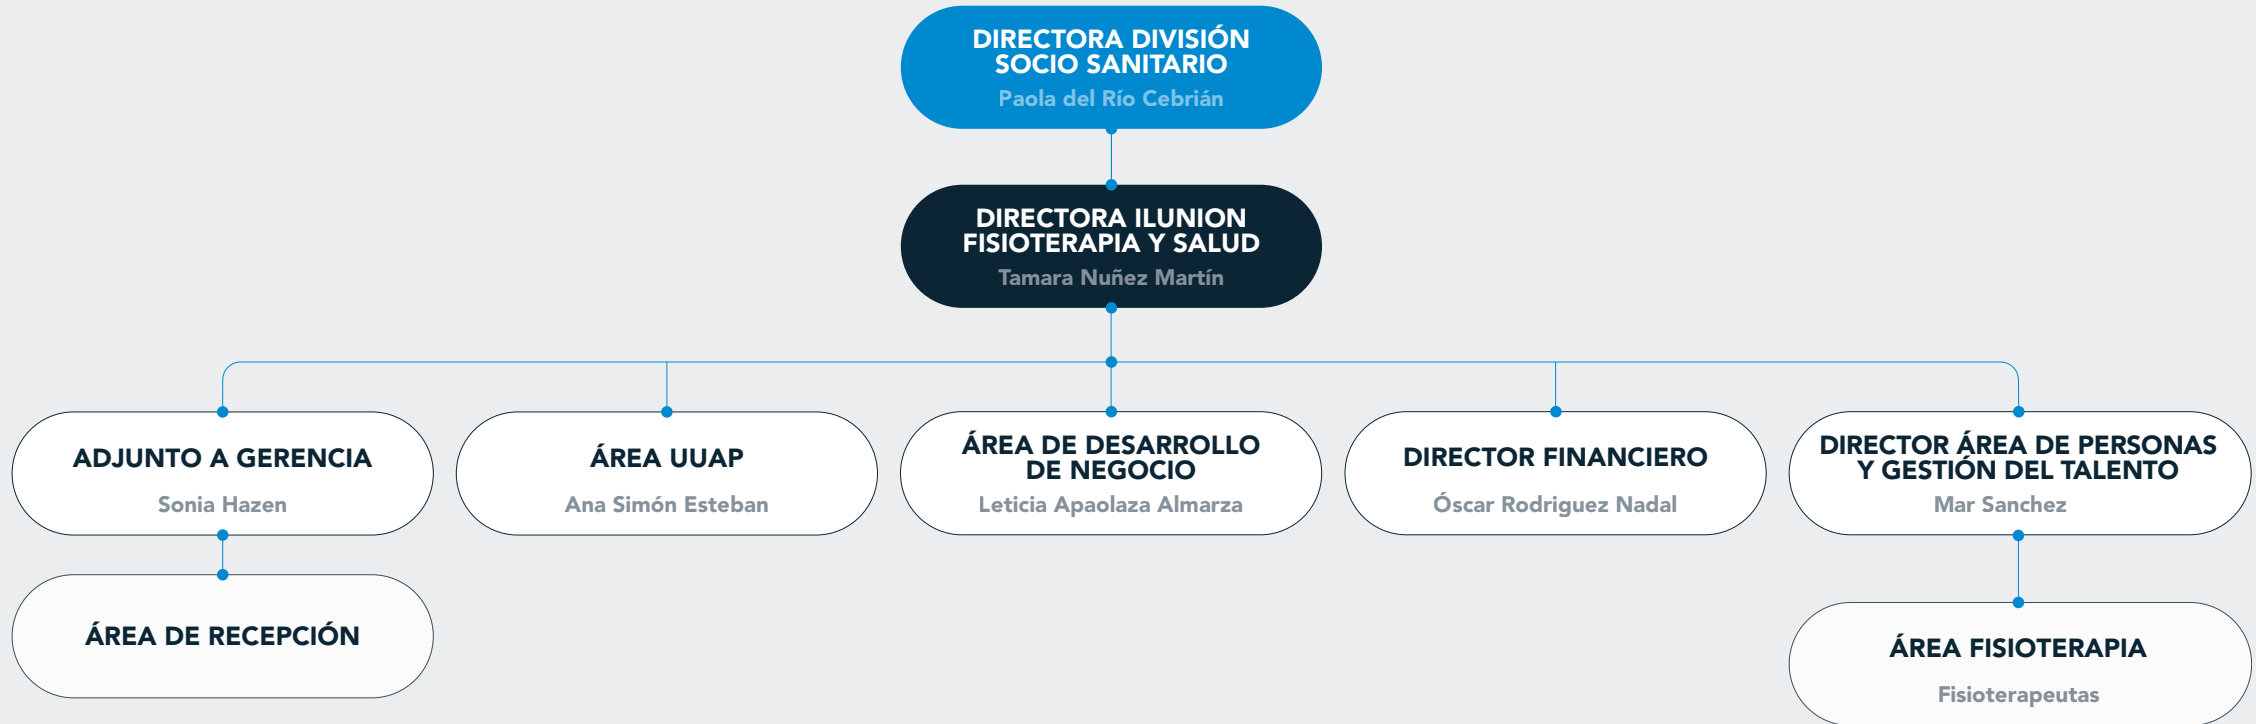 DIRECTORA DIVISIÓN
SOCIO SANITARIO
Paola del Río Cebrián
DIRECTORA ILUNION
FISIOTERAPIA Y SALUD
Tamara Nuñez Martín
ADJUNTO A GERENCIA
Sonia Hazen
ÁREA UUAP
Ana Simón Esteban
ÁREA DE DESARROLLO
DE NEGOCIO
Leticia Apaolaza Almarza
DIRECTOR FINANCIERO
Óscar Rodriguez Nadal
DIRECTOR ÁREA DE PERSONAS
Y GESTIÓN DEL TALENTO
Mar Sanchez
ÁREA DE RECEPCIÓN
ÁREA FISIOTERAPIA
Fisioterapeutas